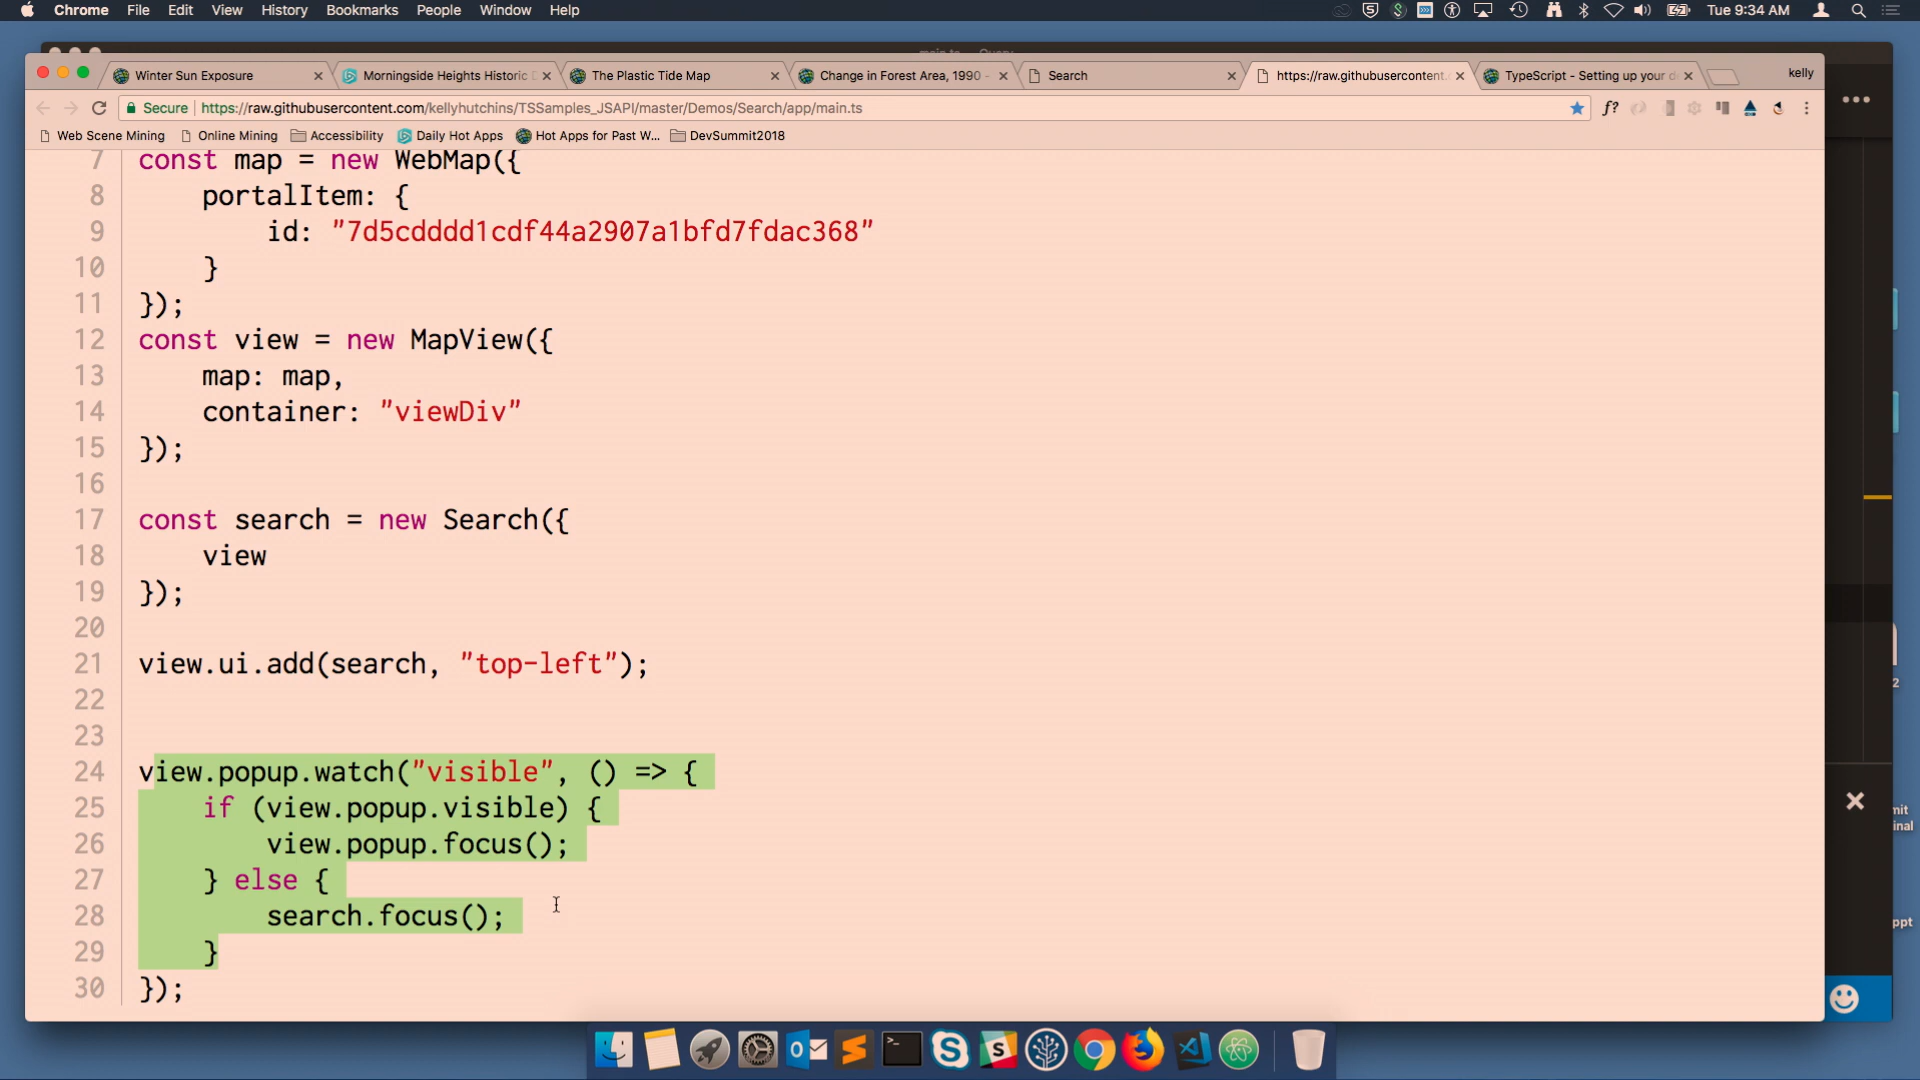 Chrome File Edit View History Bookmarks People Window Help Tue 9:34 AM
Winter Sun Exposure Morningside Heights Historic The Plastic Tide Map Change in Forest Area, 1990 - Search https://raw.githubusercontent. TypeScript - Setting up your d kelly
Secure https://raw.githubusercontent.com/kellyhutchins/TSSamples_JSAPI/master/Demos/Search/app/main.ts f?
Web Scene Mining Online Mining Accessibility Daily Hot Apps Hot Apps for Past W... DevSummit2018
7 const map = new WebMap({
8 portalItem: {
9 id: "7d5cdddd1cdf44a2907a1bfd7fdac368"
10 }
11 });
12 const view = new MapView({
13 map: map,
14 container: "viewDiv"
15 });
16
17 const search = new Search({
18 view
19 });
20
21 view.ui.add(search, "top-left");
22
23
24 view.popup.watch("visible", () => {
25 if (view.popup.visible) {
26 view.popup.focus();
27 } else {
28 search.focus();
29 }
30 });
2
mit
inal
ppt